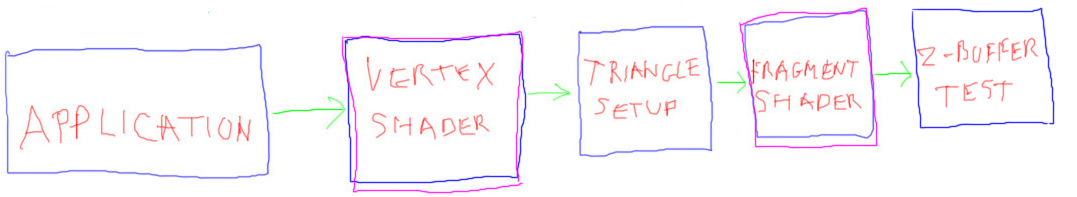 APPLICATION
VERTEX
SHADER
TRIANGLE
SETUP
FRAGMENT
SHADER
Z-BUFFER
TEST